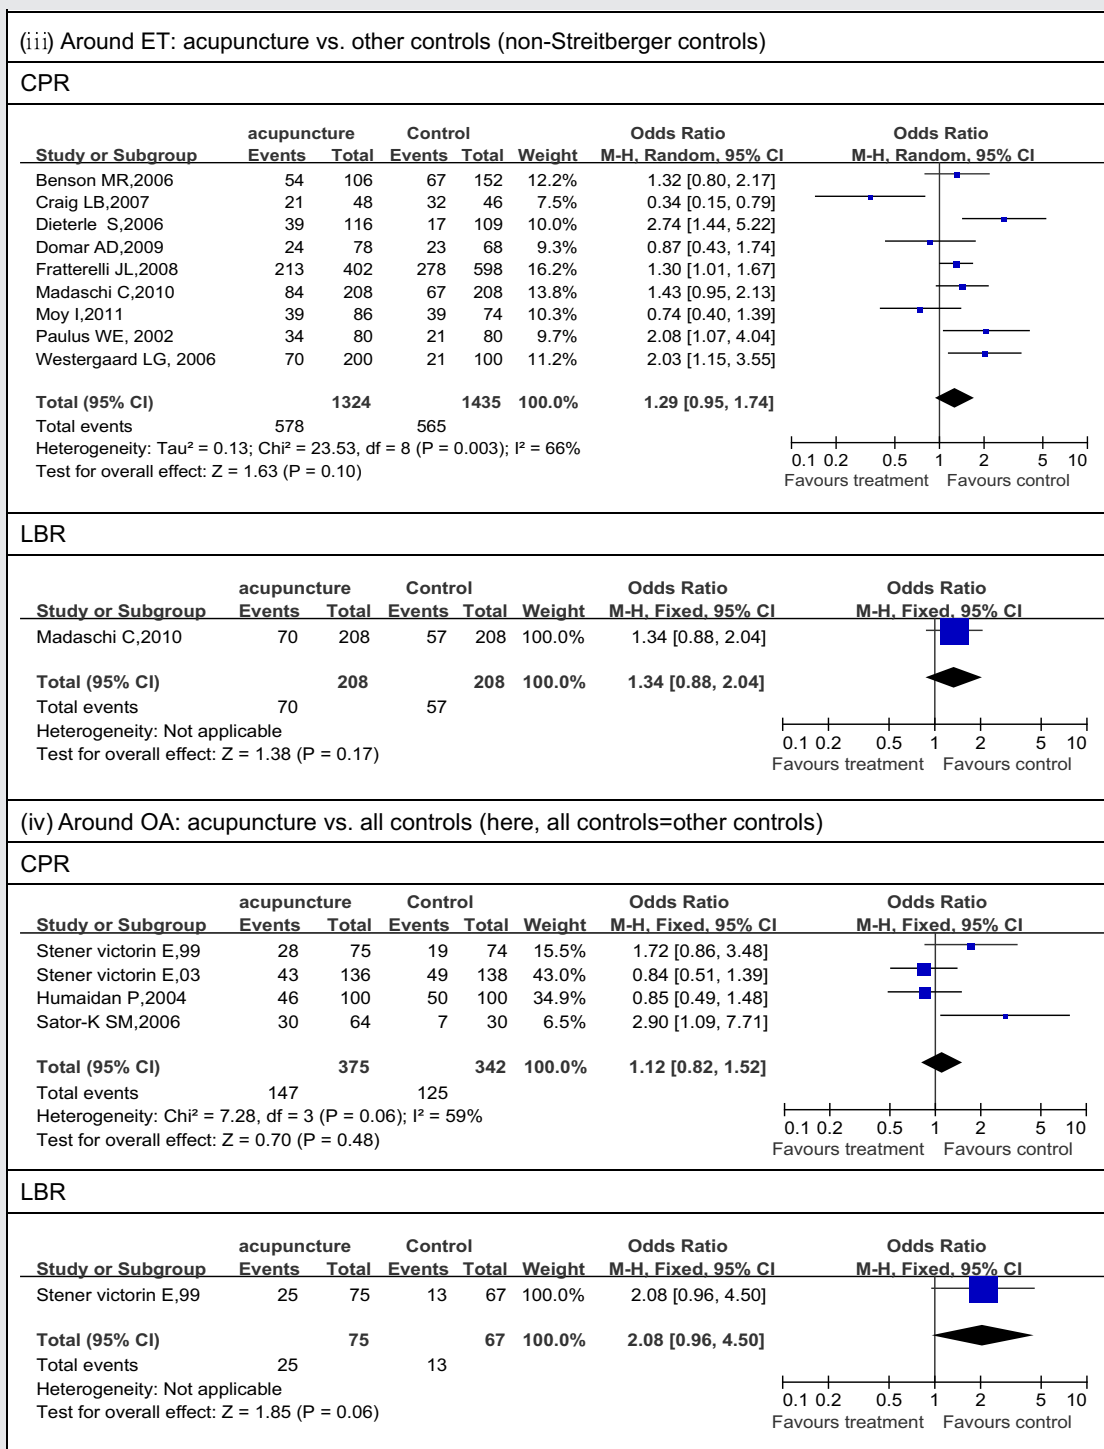 (iii) Around ET: acupuncture vs. other controls (non-Streitberger controls)
CPR
acupuncture Control Odds Ratio Odds Ratio
Study or Subgroup Events Total Events Total Weight M-H, Random, 95% CI M-H, Random, 95% CI
Benson MR,2006 54 106 67 152 12.2% 1.32 [0.80, 2.17]
Craig LB,2007 21 48 32 46 7.5% 0.34 [0.15, 0.79]
Dieterle S,2006 39 116 17 109 10.0% 2.74 [1.44, 5.22]
Domar AD,2009 24 78 23 68 9.3% 0.87 [0.43, 1.74]
Fratterelli JL,2008 213 402 278 598 16.2% 1.30 [1.01, 1.67]
Madaschi C,2010 84 208 67 208 13.8% 1.43 [0.95, 2.13]
Moy I,2011 39 86 39 74 10.3% 0.74 [0.40, 1.39]
Paulus WE, 2002 34 80 21 80 9.7% 2.08 [1.07, 4.04]
Westergaard LG, 2006 70 200 21 100 11.2% 2.03 [1.15, 3.55]
Total (95% CI) 1324 1435 100.0% 1.29 [0.95, 1.74]
Total events 578 565
Heterogeneity: Tau² = 0.13; Chi² = 23.53, df = 8 (P = 0.003); I² = 66%
Test for overall effect: Z = 1.63 (P = 0.10)
0.1 0.2 0.5 1 2 5 10
Favours treatment Favours control
LBR
acupuncture Control Odds Ratio Odds Ratio
Study or Subgroup Events Total Events Total Weight M-H, Fixed, 95% CI M-H, Fixed, 95% CI
Madaschi C,2010 70 208 57 208 100.0% 1.34 [0.88, 2.04]
Total (95% CI) 208 208 100.0% 1.34 [0.88, 2.04]
Total events 70 57
Heterogeneity: Not applicable
Test for overall effect: Z = 1.38 (P = 0.17)
0.1 0.2 0.5 1 2 5 10
Favours treatment Favours control
(iv) Around OA: acupuncture vs. all controls (here, all controls=other controls)
CPR
acupuncture Control Odds Ratio Odds Ratio
Study or Subgroup Events Total Events Total Weight M-H, Fixed, 95% CI M-H, Fixed, 95% CI
Stener victorin E,99 28 75 19 74 15.5% 1.72 [0.86, 3.48]
Stener victorin E,03 43 136 49 138 43.0% 0.84 [0.51, 1.39]
Humaidan P,2004 46 100 50 100 34.9% 0.85 [0.49, 1.48]
Sator-K SM,2006 30 64 7 30 6.5% 2.90 [1.09, 7.71]
Total (95% CI) 375 342 100.0% 1.12 [0.82, 1.52]
Total events 147 125
Heterogeneity: Chi² = 7.28, df = 3 (P = 0.06); I² = 59%
Test for overall effect: Z = 0.70 (P = 0.48)
0.1 0.2 0.5 1 2 5 10
Favours treatment Favours control
LBR
acupuncture Control Odds Ratio Odds Ratio
Study or Subgroup Events Total Events Total Weight M-H, Fixed, 95% CI M-H, Fixed, 95% CI
Stener victorin E,99 25 75 13 67 100.0% 2.08 [0.96, 4.50]
Total (95% CI) 75 67 100.0% 2.08 [0.96, 4.50]
Total events 25 13
Heterogeneity: Not applicable
Test for overall effect: Z = 1.85 (P = 0.06)
0.1 0.2 0.5 1 2 5 10
Favours treatment Favours control